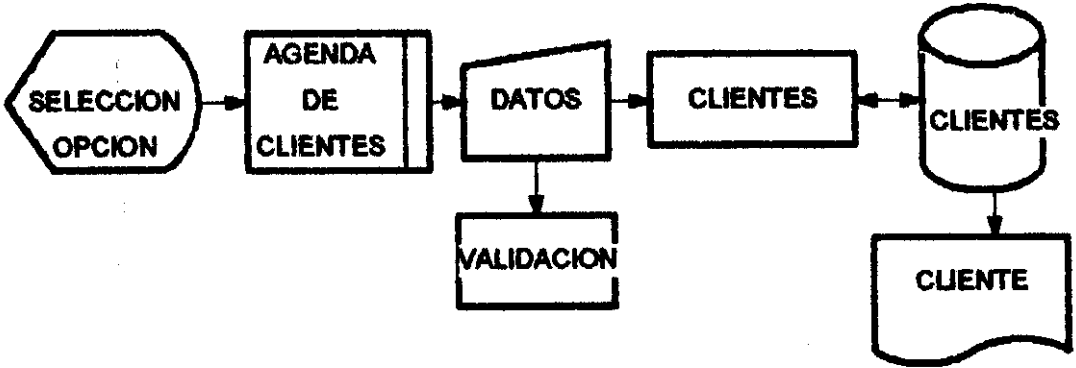 SELECCION
OPCION
AGENDA
DE
CLIENTES
DATOS
CLIENTES
CLIENTES
VALIDACION
CLIENTE